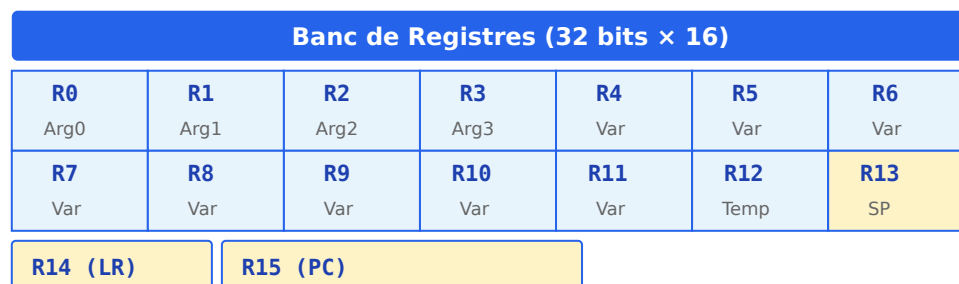 Banc de Registres (32 bits × 16)
R0 R1 R2 R3 R4 R5 R6
Arg0 Arg1 Arg2 Arg3 Var Var Var
R7 R8 R9 R10 R11 R12 R13
Var Var Var Var Var Temp SP
R14 (LR) R15 (PC)